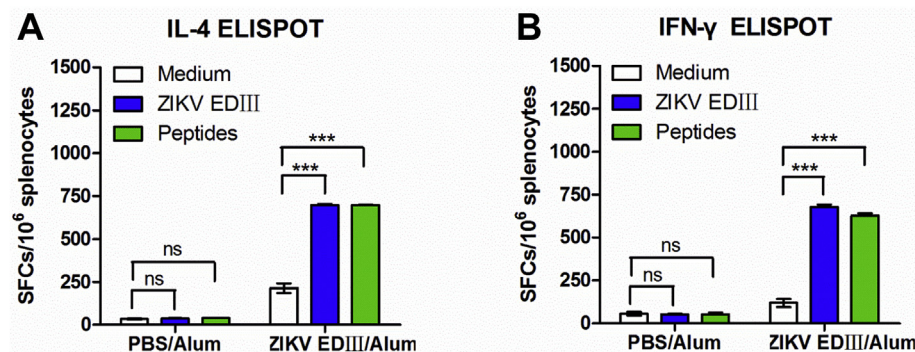 A
IL-4 ELISPOT
SFCs/10⁶ splenocytes
1500
1250
1000
750
500
250
0
Medium
ZIKV EDⅢ
Peptides
ns
ns
***
***
PBS/Alum
ZIKV EDⅢ/Alum
B
IFN-γ ELISPOT
SFCs/10⁶ splenocytes
1500
1250
1000
750
500
250
0
Medium
ZIKV EDⅢ
Peptides
ns
ns
***
***
PBS/Alum
ZIKV EDⅢ/Alum